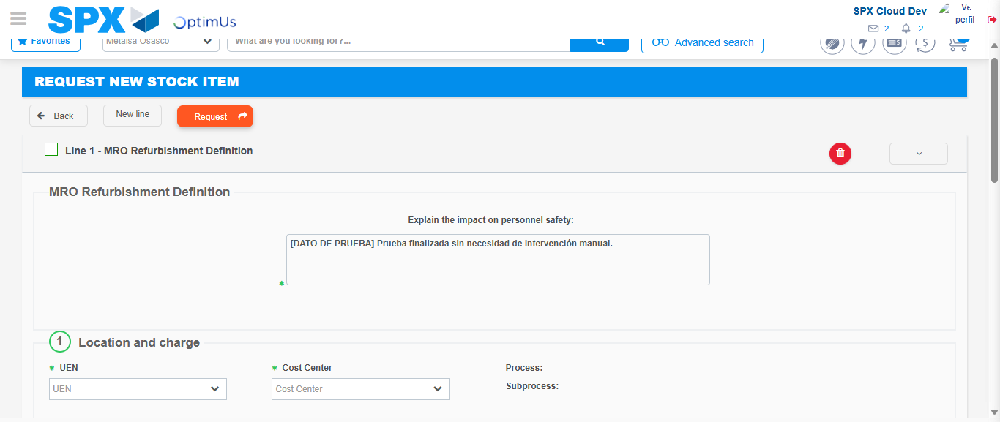 SPX
OptimUs
SPX Cloud Dev
Ve
perfil
2
2
Favorites
Metalsa Osasco
What are you looking for?...
Advanced search
REQUEST NEW STOCK ITEM
Back
New line
Request
Line 1 - MRO Refurbishment Definition
MRO Refurbishment Definition
Explain the impact on personnel safety:
[DATO DE PRUEBA] Prueba finalizada sin necesidad de intervención manual.
*
1 Location and charge
* UEN
* Cost Center
Process:
UEN
Cost Center
Subprocess: